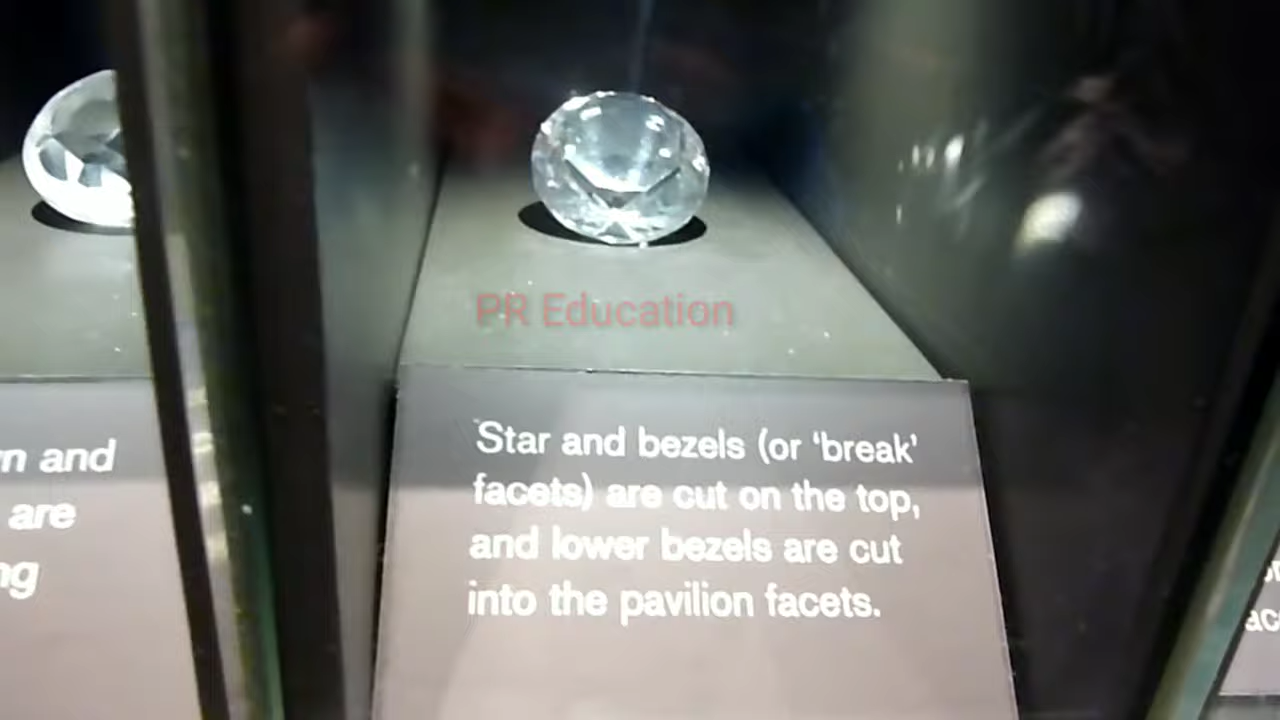 PR Education
Star and bezels (or ‘break’
facets) are cut on the top,
and lower bezels are cut
into the pavilion facets.
and
are